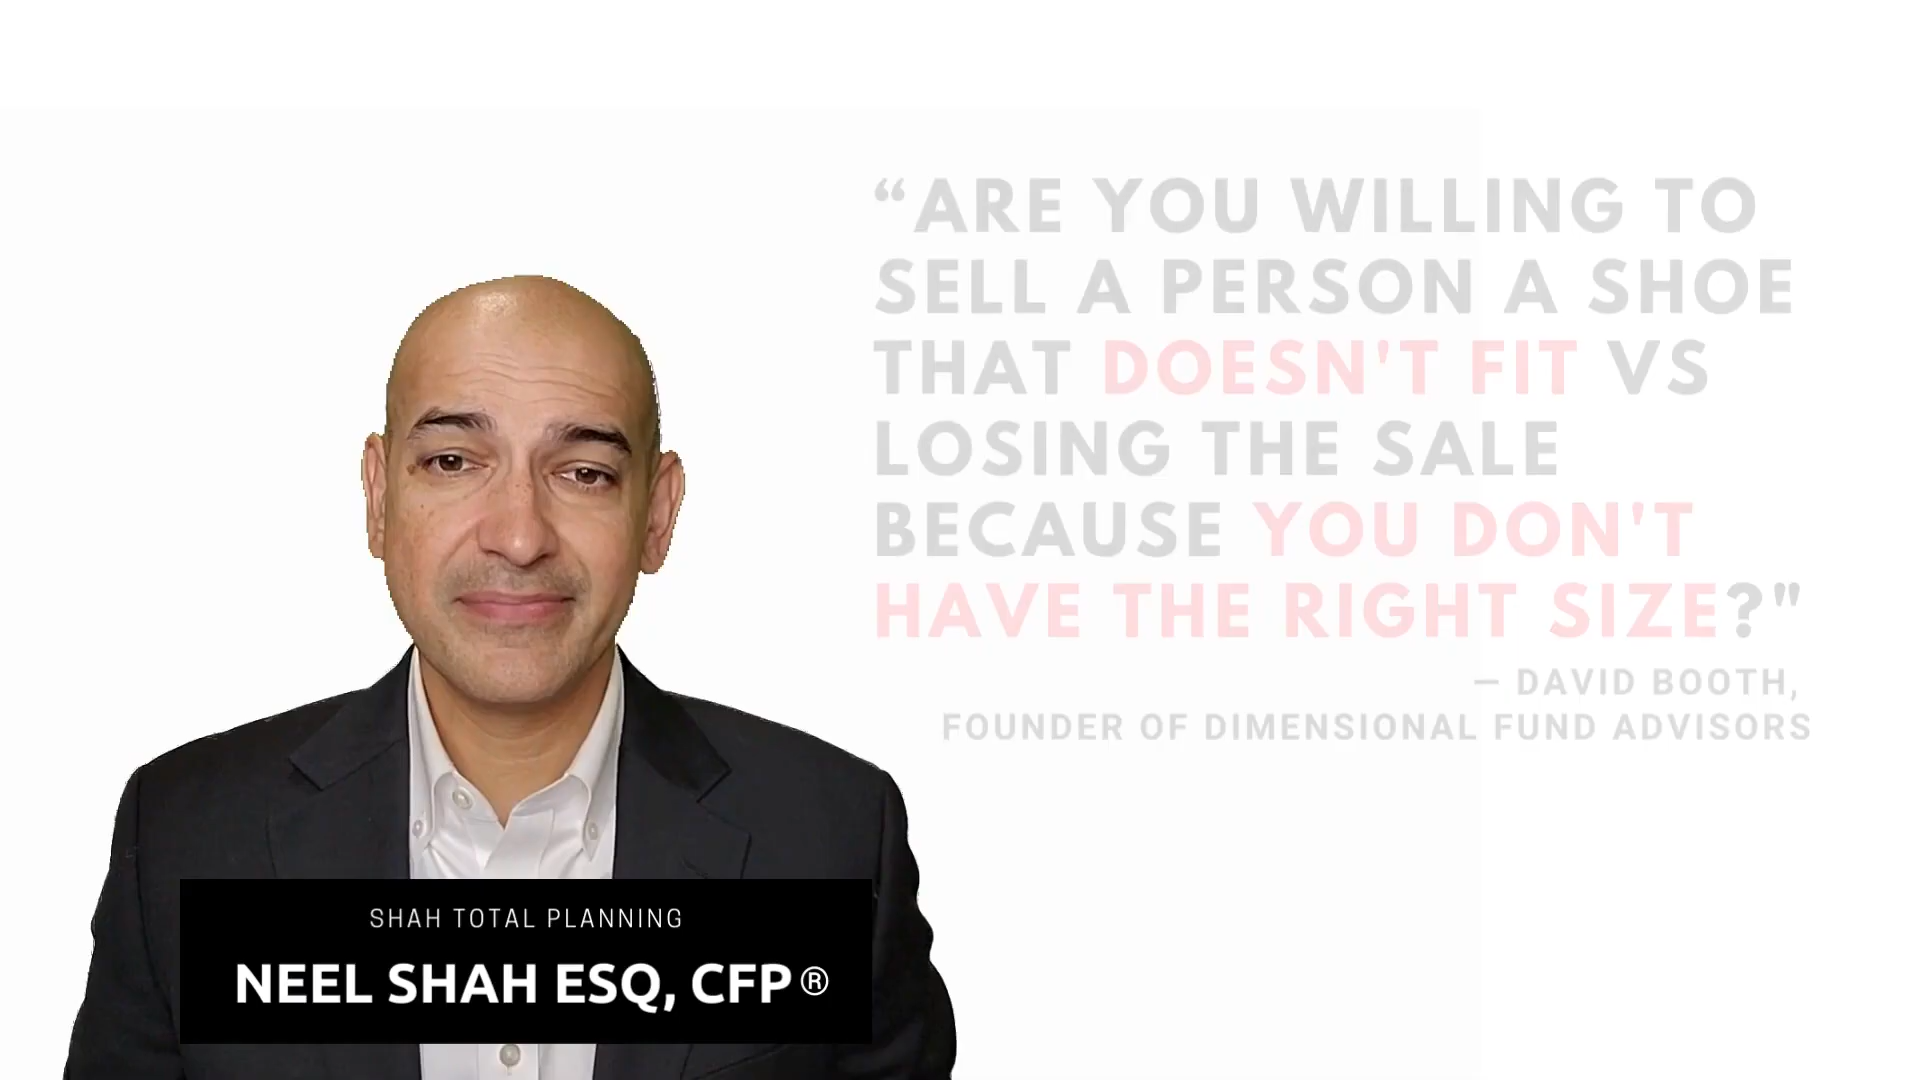 “ARE YOU WILLING TO
SELL A PERSON A SHOE
THAT DOESN'T FIT VS
LOSING THE SALE
BECAUSE YOU DON'T
HAVE THE RIGHT SIZE?"
– DAVID BOOTH,
FOUNDER OF DIMENSIONAL FUND ADVISORS
SHAH TOTAL PLANNING
NEEL SHAH ESQ, CFP®